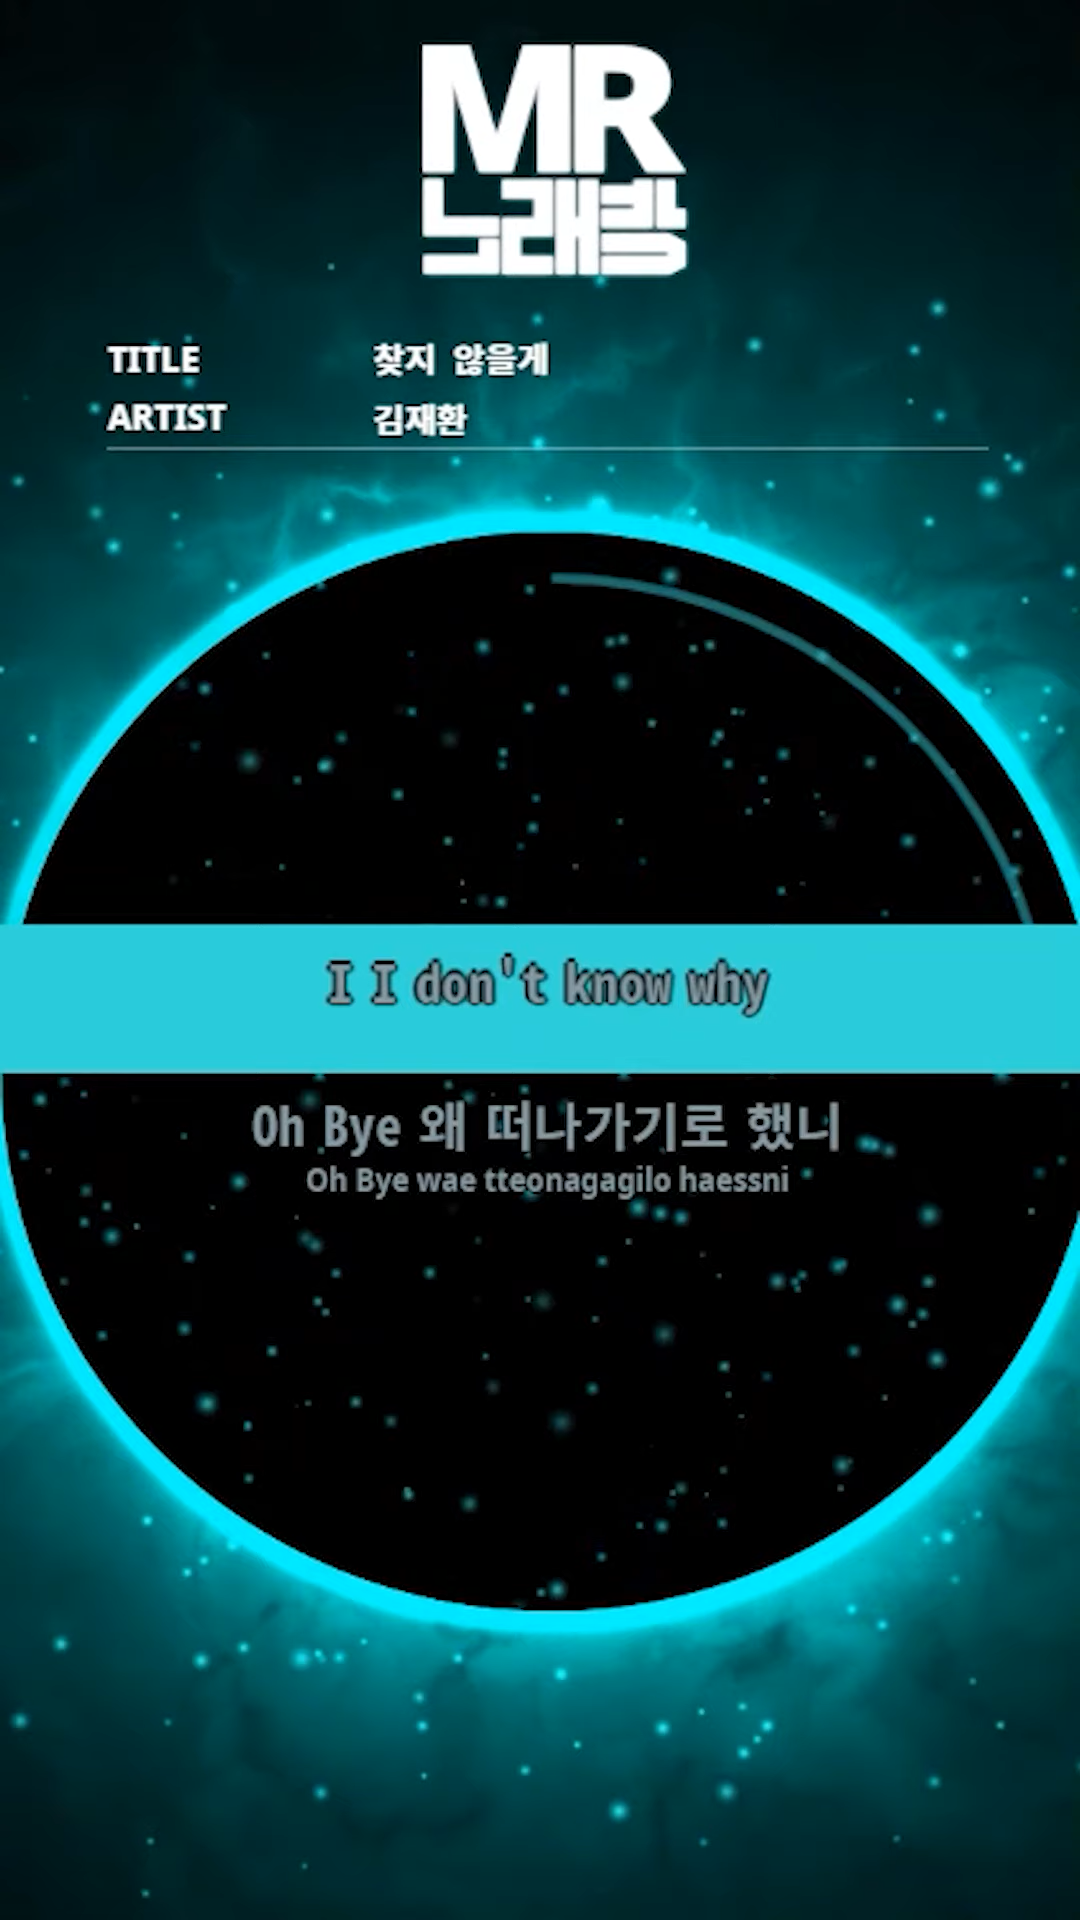 MR
노래방
TITLE 찾지 않을게
ARTIST 김재환
I I don't know why
Oh Bye 왜 떠나가기로 했니
Oh Bye wae tteonagagilo haessni